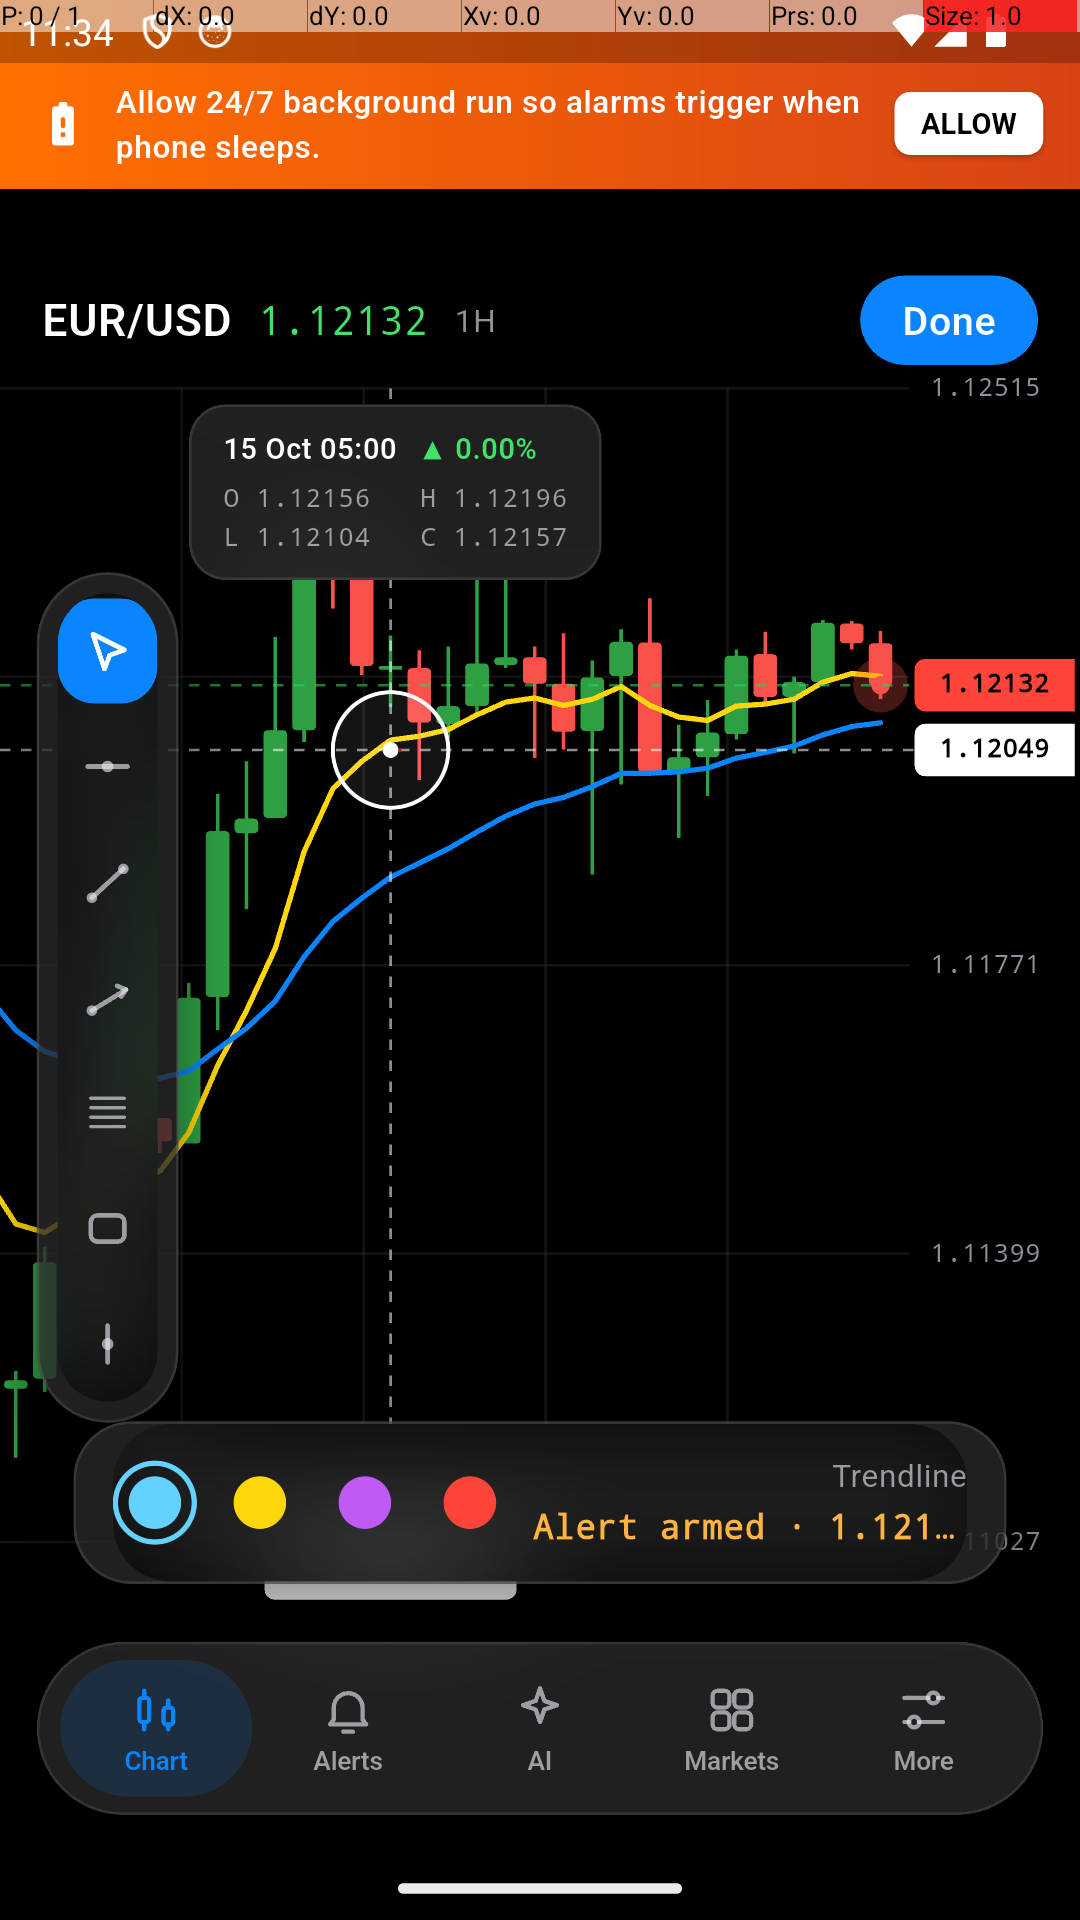 P: 0 / 1 dX: 0.0 dY: 0.0 Xv: 0.0 Yv: 0.0 Prs: 0.0 Size: 1.0
11:34
Allow 24/7 background run so alarms trigger when
phone sleeps.
ALLOW
EUR/USD 1.12132 1H
Done
1.12515
15 Oct 05:00 ▲ 0.00%
O 1.12156 H 1.12196
L 1.12104 C 1.12157
1.12132
1.12049
1.11771
1.11399
Trendline
Alert armed · 1.121…
11027
Chart
Alerts
AI
Markets
More